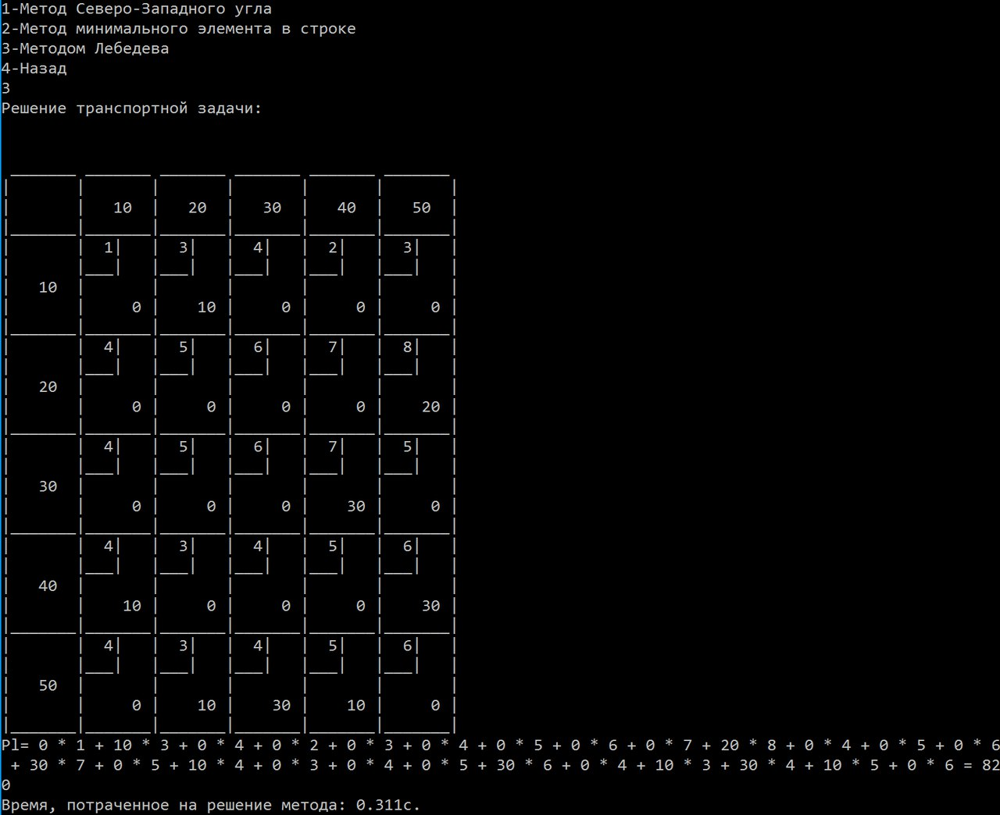 1-Метод Северо-Западного угла
2-Метод минимального элемента в строке
3-Методом Лебедева
4-Назад
3
Решение транспортной задачи:
10 20 30 40 50
1 3 4 2 3
10
0 10 0 0 0
4 5 6 7 8
20
0 0 0 0 20
4 5 6 7 5
30
0 0 0 30 0
4 3 4 5 6
40
10 0 0 0 30
4 3 4 5 6
50
0 10 30 10 0
Pl= 0 * 1 + 10 * 3 + 0 * 4 + 0 * 2 + 0 * 3 + 0 * 4 + 0 * 5 + 0 * 6 + 0 * 7 + 20 * 8 + 0 * 4 + 0 * 5 + 0 * 6
+ 30 * 7 + 0 * 5 + 10 * 4 + 0 * 3 + 0 * 4 + 0 * 5 + 30 * 6 + 0 * 4 + 10 * 3 + 30 * 4 + 10 * 5 + 0 * 6 = 82
0
Время, потраченное на решение метода: 0.311с.